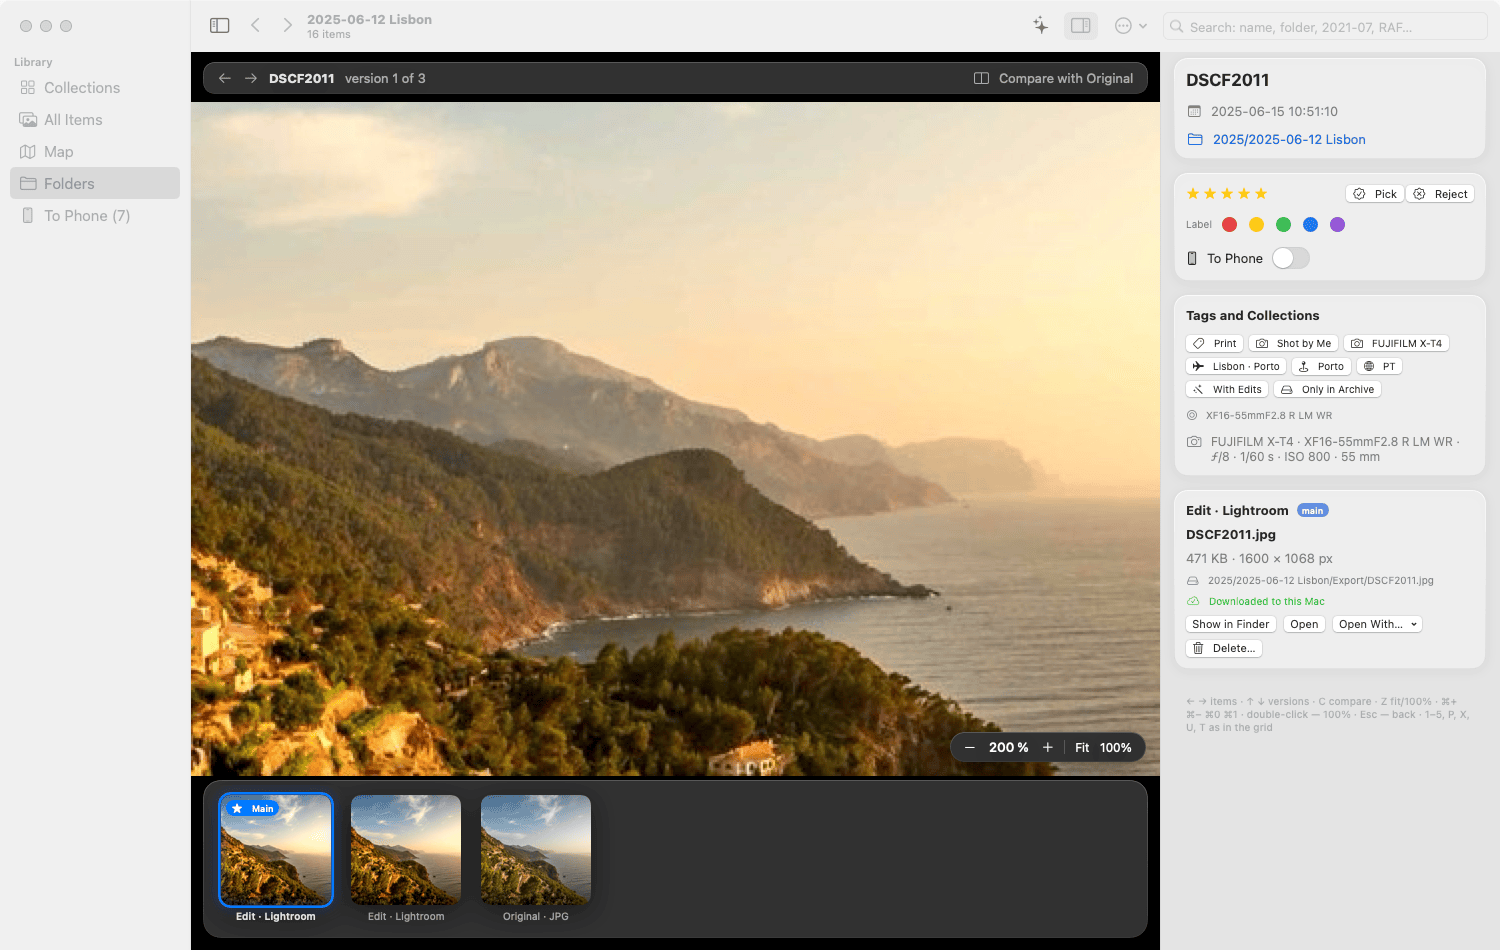 2025-06-12 Lisbon
16 items
Search: name, folder, 2021-07, RAF...
Library
Collections
All Items
Map
Folders
To Phone (7)
DSCF2011 version 1 of 3
Compare with Original
200 % Fit 100%
Main
Edit · Lightroom
Edit · Lightroom
Original · JPG
DSCF2011
2025-06-15 10:51:10
2025/2025-06-12 Lisbon
Pick Reject
Label
To Phone
Tags and Collections
Print Shot by Me FUJIFILM X-T4
Lisbon · Porto Porto PT
With Edits Only in Archive
XF16-55mmF2.8 R LM WR
FUJIFILM X-T4 · XF16-55mmF2.8 R LM WR ·
ƒ/8 · 1/60 s · ISO 800 · 55 mm
Edit · Lightroom main
DSCF2011.jpg
471 KB · 1600 × 1068 px
2025/2025-06-12 Lisbon/Export/DSCF2011.jpg
Downloaded to this Mac
Show in Finder Open Open With...
Delete...
← → items · ↑ ↓ versions · C compare · Z fit/100% · ⌘+
⌘− ⌘0 ⌘1 · double-click — 100% · Esc — back · 1–5, P, X,
U, T as in the grid